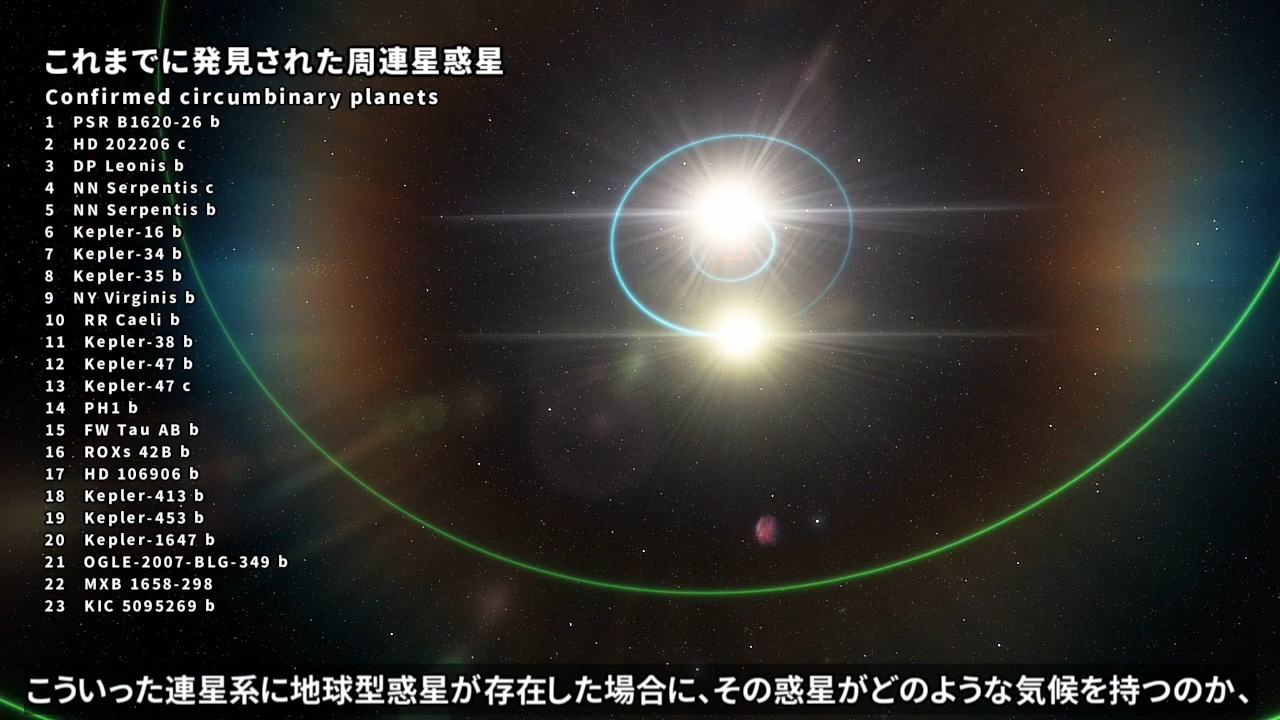 これまでに発見された周連星惑星
Confirmed circumbinary planets
1 PSR B1620-26 b
2 HD 202206 c
3 DP Leonis b
4 NN Serpentis c
5 NN Serpentis b
6 Kepler-16 b
7 Kepler-34 b
8 Kepler-35 b
9 NY Virginis b
10 RR Caeli b
11 Kepler-38 b
12 Kepler-47 b
13 Kepler-47 c
14 PH1 b
15 FW Tau AB b
16 ROXs 42B b
17 HD 106906 b
18 Kepler-413 b
19 Kepler-453 b
20 Kepler-1647 b
21 OGLE-2007-BLG-349 b
22 MXB 1658-298
23 KIC 5095269 b
こういった連星系に地球型惑星が存在した場合に、その惑星がどのような気候を持つのか、